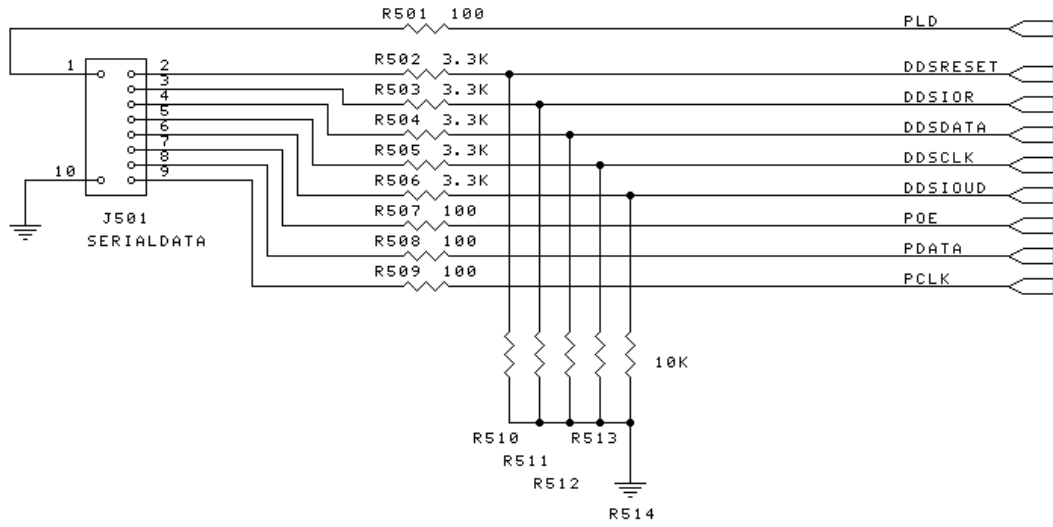 R501 100 PLD
1 2 R502 3.3K DDSRESET
3 R503 3.3K DDSIOR
4 R504 3.3K DDSDATA
5 R505 3.3K DDSCLK
6 R506 3.3K DDSIOUD
7 R507 100 POE
8 R508 100 PDATA
10 9 R509 100 PCLK
J501
SERIALDATA
10K
R510 R513
R511
R512
R514